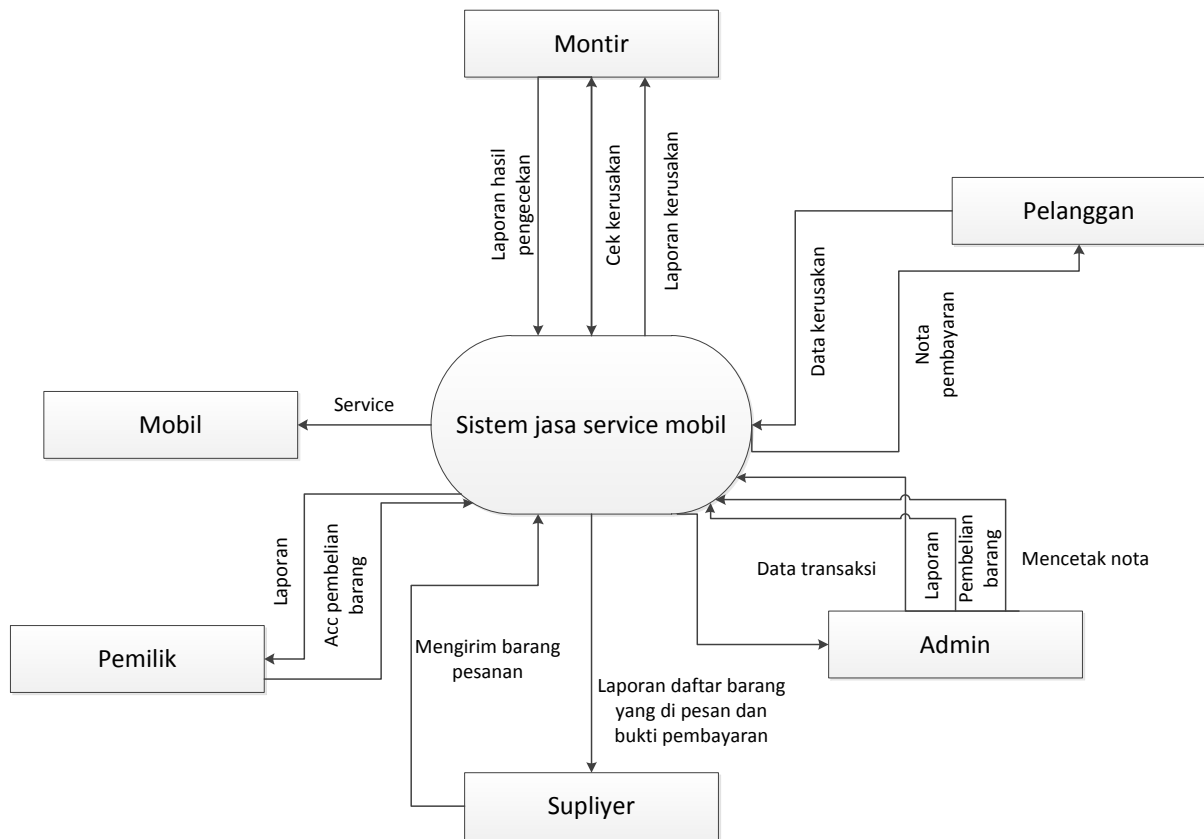 Montir
Laporan hasil
pengecekan
Cek kerusakan
Laporan kerusakan
Pelanggan
Data kerusakan
Nota
pembayaran
Mobil
Service
Sistem jasa service mobil
Laporan
Acc pembelian
barang
Pemilik
Mengirim barang
pesanan
Laporan daftar barang
yang di pesan dan
bukti pembayaran
Supliyer
Data transaksi
Laporan
Pembelian
barang
Mencetak nota
Admin